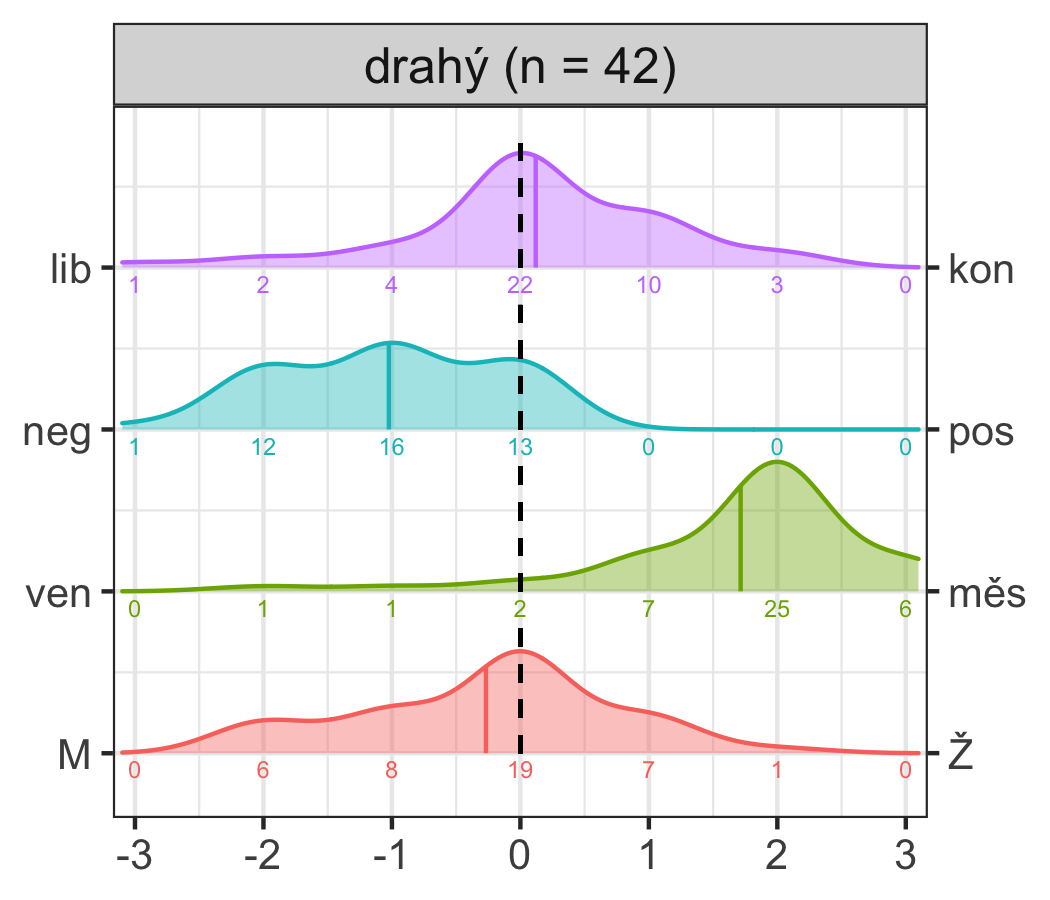 drahý (n = 42)
lib kon
1 2 4 22 10 3 0
neg pos
1 12 16 13 0 0 0
ven měs
0 1 1 2 7 25 6
M Ž
0 6 8 19 7 1 0
-3 -2 -1 0 1 2 3